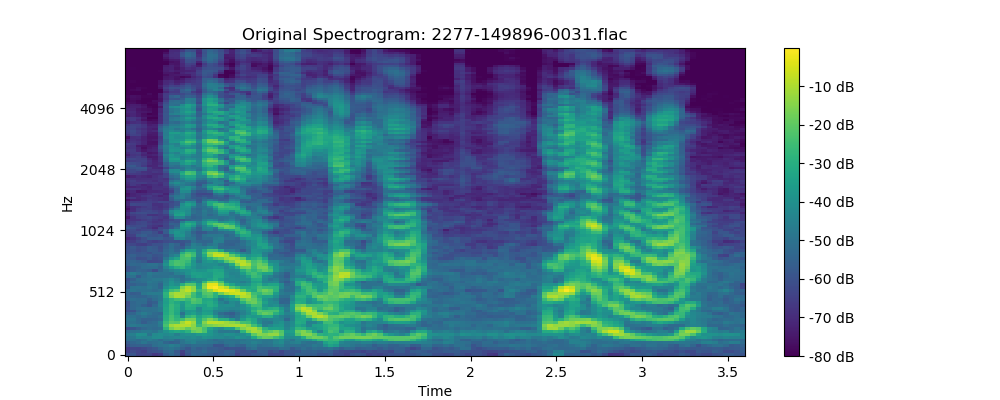 Original Spectrogram: 2277-149896-0031.flac
Hz
4096
2048
1024
512
0
0
0.5
1
1.5
2
2.5
3
3.5
Time
-10 dB
-20 dB
-30 dB
-40 dB
-50 dB
-60 dB
-70 dB
-80 dB